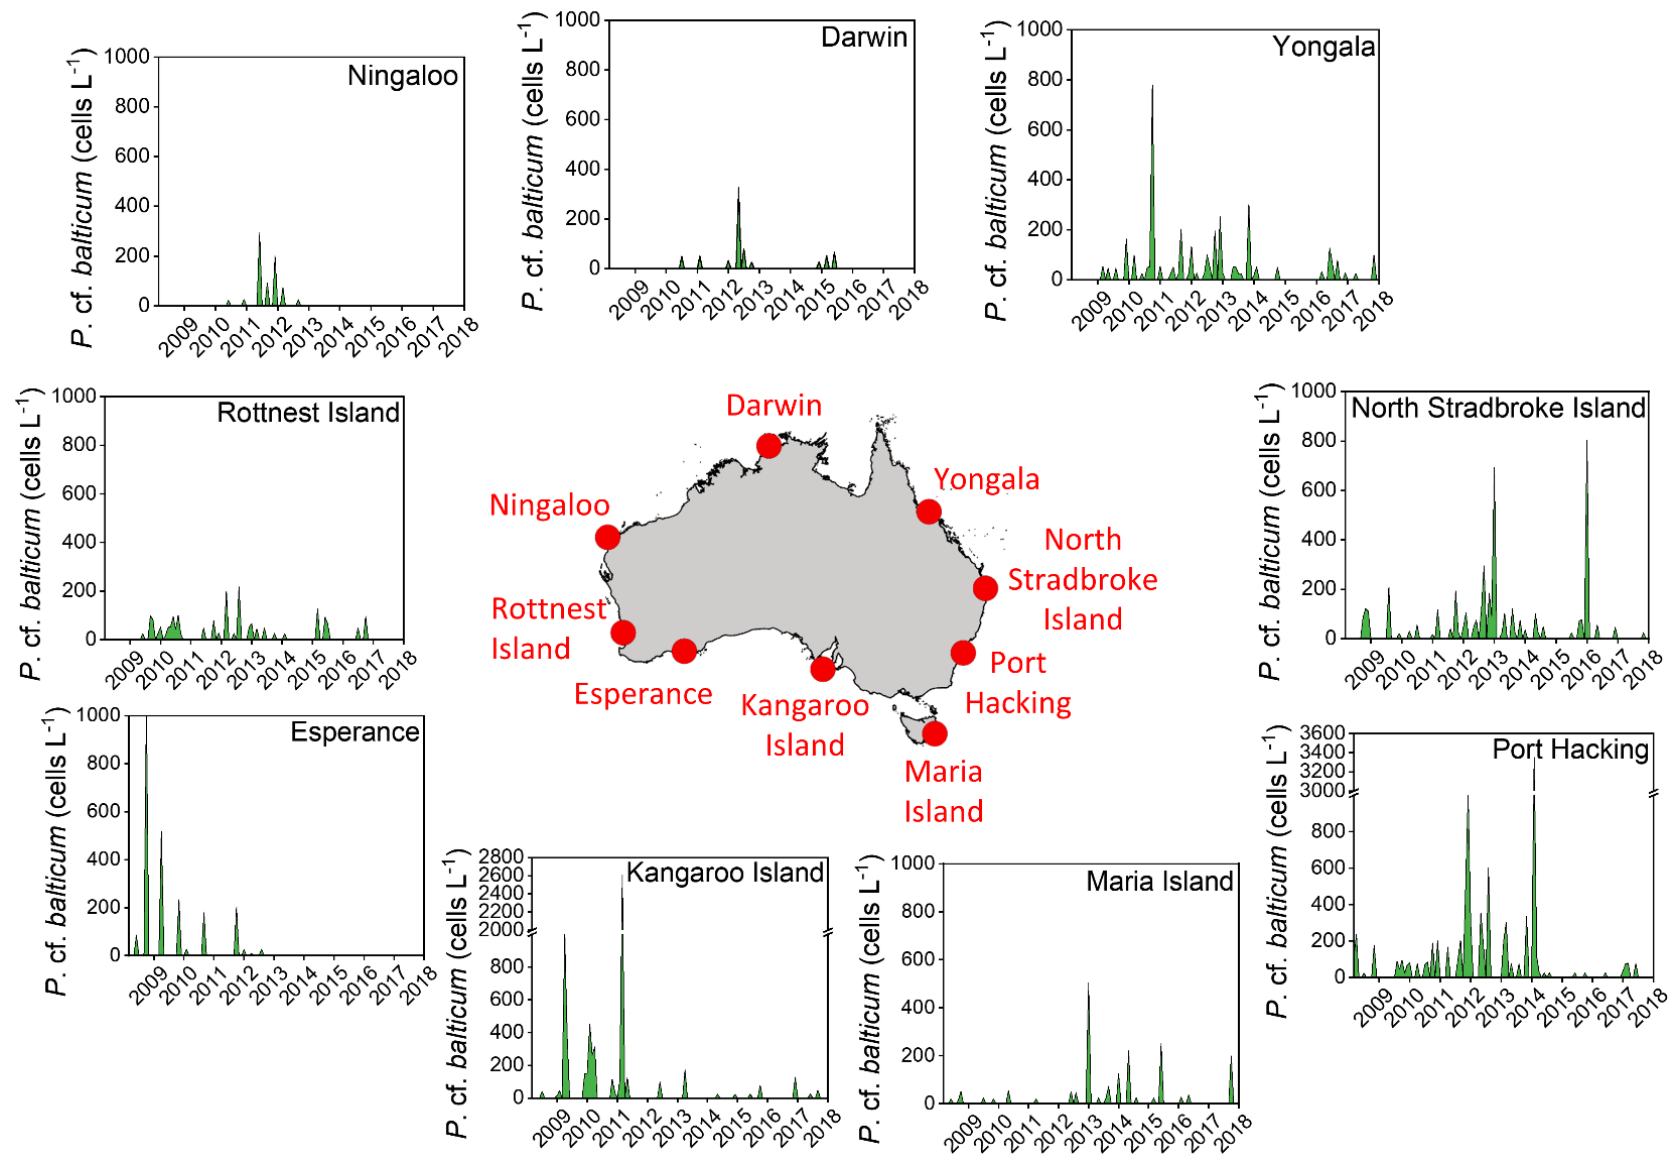 Ningaloo
P. cf. balticum (cells L⁻¹)
1000
800
600
400
200
0
2009 2010 2011 2012 2013 2014 2015 2016 2017 2018
Darwin
P. cf. balticum (cells L⁻¹)
1000
800
600
400
200
0
2009 2010 2011 2012 2013 2015 2016 2017 2018
Yongala
P. cf. balticum (cells L⁻¹)
1000
800
600
400
200
0
2009 2010 2011 2012 2013 2014 2015 2016 2017 2018
Rottnest Island
P. cf. balticum (cells L⁻¹)
1000
800
600
400
200
0
2009 2010 2011 2012 2013 2014 2015 2016 2017 2018
Darwin
Ningaloo
Yongala
North
Stradbroke
Island
Rottnest
Island
Esperance
Kangaroo
Island
Port
Hacking
Maria
Island
North Stradbroke Island
P. cf. balticum (cells L⁻¹)
1000
800
600
400
200
0
2009 2010 2011 2012 2013 2014 2015 2016 2017 2018
Esperance
P. cf. balticum (cells L⁻¹)
1000
800
600
400
200
0
2009 2010 2011 2012 2013 2014 2015 2016 2017 2018
Kangaroo Island
P. cf. balticum (cells L⁻¹)
2800
2600
2400
2200
2000
800
600
400
200
0
2009 2010 2011 2012 2013 2014 2015 2016 2017 2018
Maria Island
P. cf. balticum (cells L⁻¹)
1000
800
600
400
200
0
2009 2010 2011 2012 2013 2014 2015 2016 2017 2018
Port Hacking
P. cf. balticum (cells L⁻¹)
3600
3400
3200
3000
800
600
400
200
0
2009 2010 2011 2012 2013 2014 2015 2016 2017 2018